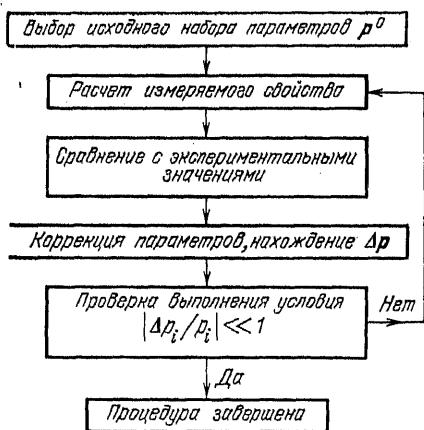 Выбор исходного набора параметров p⁰
Расчет измеряемого свойства
Сравнение с экспериментальными
значениями
Коррекция параметров, нахождение Δp
Проверка выполнения условия
|Δpᵢ/pᵢ|<<1
Нет
Да
Процедура завершена